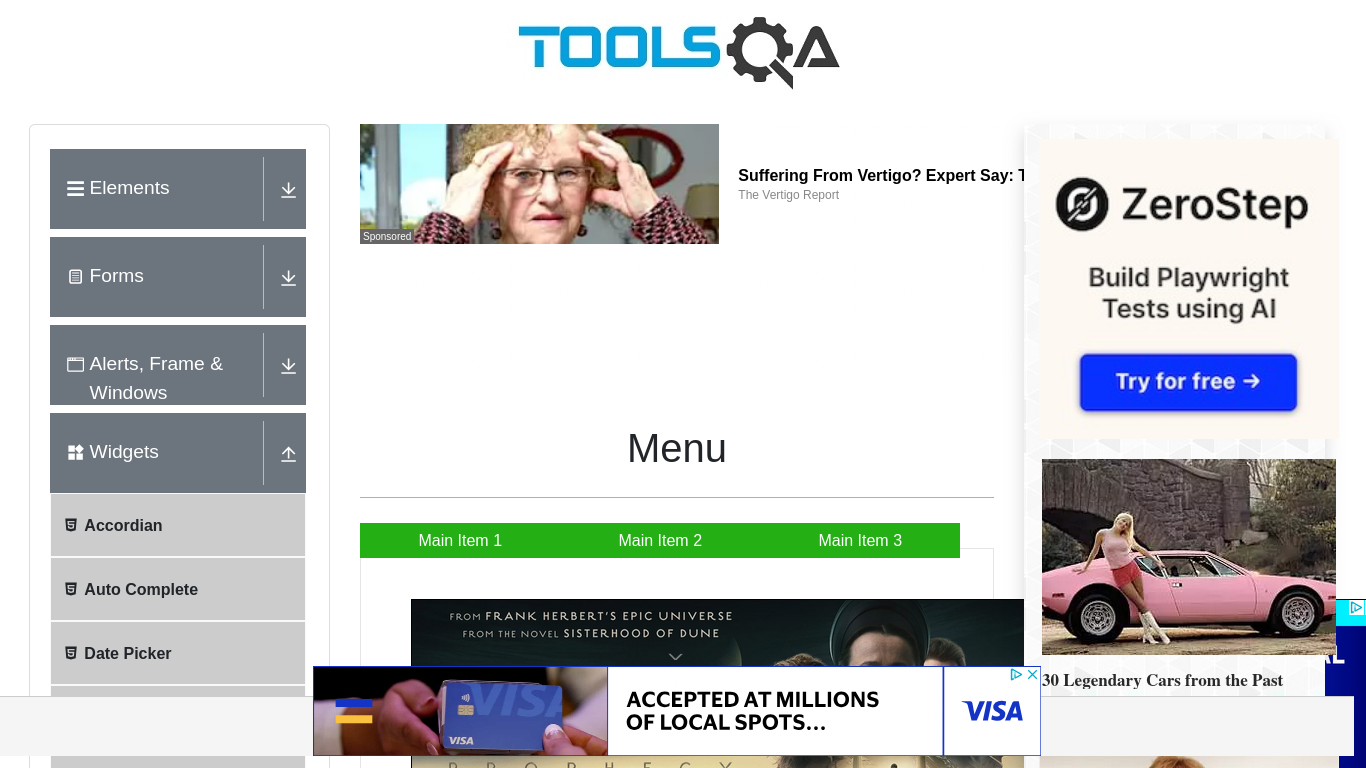 TOOLSQA
Elements
Forms
Alerts, Frame &
Windows
Widgets
Accordian
Auto Complete
Date Picker
Sponsored
Suffering From Vertigo? Expert Say:
The Vertigo Report
Menu
Main Item 1
Main Item 2
Main Item 3
FROM FRANK HERBERT'S EPIC UNIVERSE
FROM THE NOVEL SISTERHOOD OF DUNE
PROPHECY
VISA
VISA
ACCEPTED AT MILLIONS
OF LOCAL SPOTS...
VISA
ZeroStep
Build Playwright
Tests using AI
Try for free →
30 Legendary Cars from the Past